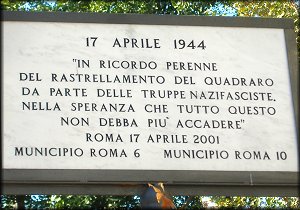 17 APRILE 1944
"IN RICORDO PERENNE
DEL RASTRELLAMENTO DEL QUADRARO
DA PARTE DELLE TRUPPE NAZIFASCISTE,
NELLA SPERANZA CHE TUTTO QUESTO
NON DEBBA PIU' ACCADERE"
ROMA 17 APRILE 2001
MUNICIPIO ROMA 6 MUNICIPIO ROMA 10